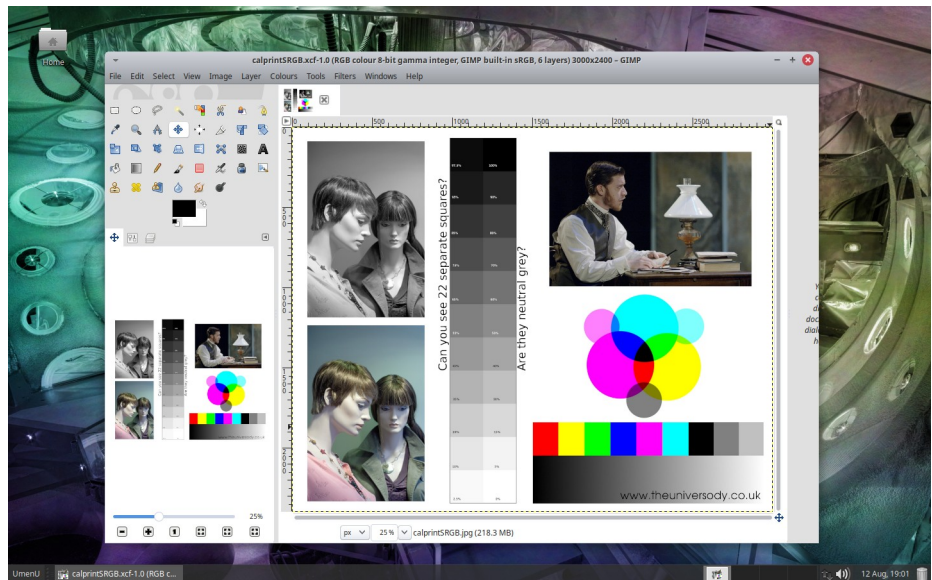 Home
calprintSRGB.xcf-1.0 (RGB colour 8-bit gamma integer, GIMP built-in sRGB, 6 layers) 3000x2400 – GIMP
File Edit Select View Image Layer Colours Tools Filters Windows Help
0 500 1000 1500 2000 2500
Can you see 22 separate squares?
Are they neutral grey?
100%
www.theuniversody.co.uk
25%
px 25 % calprintSRGB.jpg (218.3 MB)
UmenU calprintSRGB.xcf-1.0 (RGB c... 12 Aug, 19:01